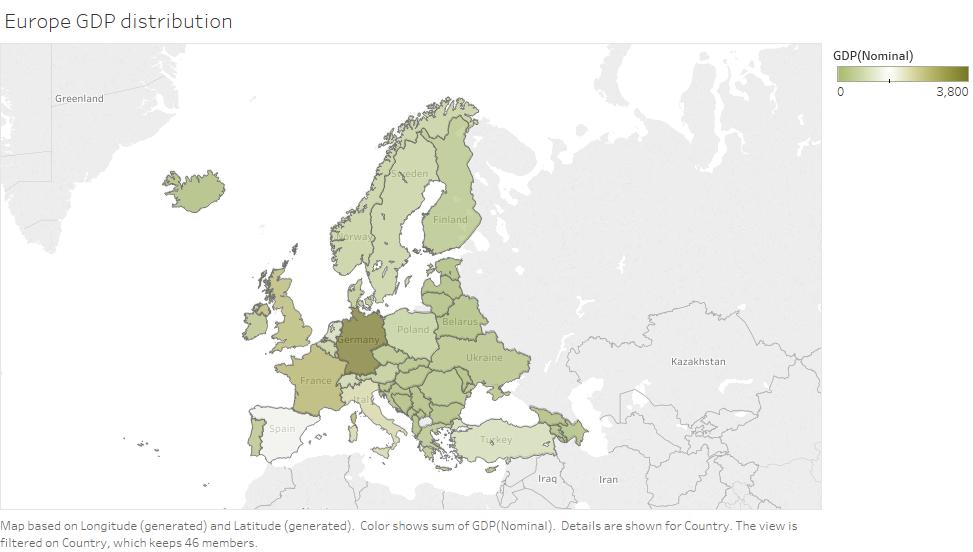 Europe GDP distribution
GDP(Nominal)
0 3,800
Greenland
Sweden
Finland
Norway
Belarus
Poland
Germany
Ukraine
Kazakhstan
France
Italy
Spain
Turkey
Iraq
Iran
Map based on Longitude (generated) and Latitude (generated). Color shows sum of GDP(Nominal). Details are shown for Country. The view is
filtered on Country, which keeps 46 members.